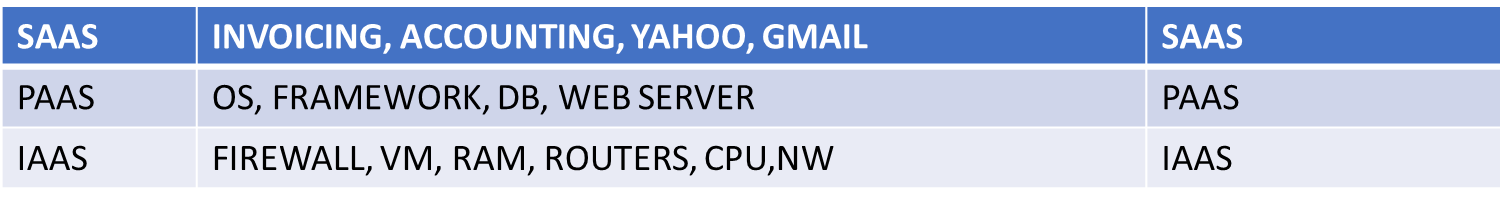 SAAS INVOICING, ACCOUNTING, YAHOO, GMAIL SAAS
PAAS OS, FRAMEWORK, DB, WEB SERVER PAAS
IAAS FIREWALL, VM, RAM, ROUTERS, CPU,NW IAAS